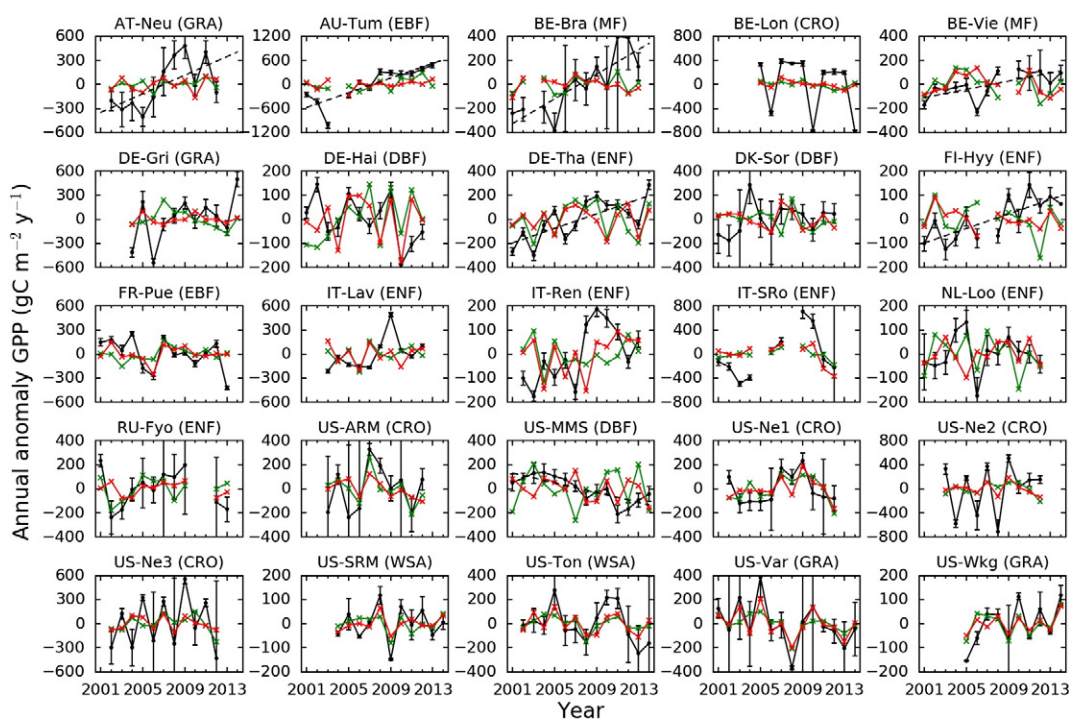 AT-Neu (GRA) AU-Tum (EBF) BE-Bra (MF) BE-Lon (CRO) BE-Vie (MF)
600 1200 400 800 400
300 600 200 400 200
0 0 0 0 0
−300 −600 −200 −400 −200
−600 1200 −400 −800 −400
DE-Gri (GRA) DE-Hai (DBF) DE-Tha (ENF) DK-Sor (DBF) FI-Hyy (ENF)
600 200 400 400 200
300 100 200 200 100
0 0 0 0 0
−300 −100 −200 −200 −100
−600 −200 −400 −400 −200
Annual anomaly GPP (gC m⁻² y⁻¹)
FR-Pue (EBF) IT-Lav (ENF) IT-Ren (ENF) IT-SRo (ENF) NL-Loo (ENF)
600 600 200 800 200
300 300 100 400 100
0 0 0 0 0
−300 −300 −100 −400 −100
−600 −600 −200 −800 −200
RU-Fyo (ENF) US-ARM (CRO) US-MMS (DBF) US-Ne1 (CRO) US-Ne2 (CRO)
400 400 400 400 800
200 200 200 200 400
0 0 0 0 0
−200 −200 −200 −200 −400
−400 −400 −400 −400 −800
US-Ne3 (CRO) US-SRM (WSA) US-Ton (WSA) US-Var (GRA) US-Wkg (GRA)
600 200 400 400 200
300 100 200 200 100
0 0 0 0 0
−300 −100 −200 −200 −100
−600 −200 −400 −400 −200
2001 2005 2009 2013 2001 2005 2009 2013 2001 2005 2009 2013 2001 2005 2009 2013 2001 2005 2009 2013
Year